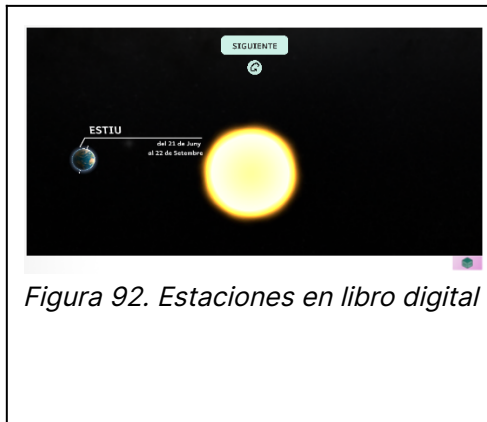 SIGUIENTE
ESTIU
del 21 de Juny
al 22 de Setembre
Figura 92. Estaciones en libro digital